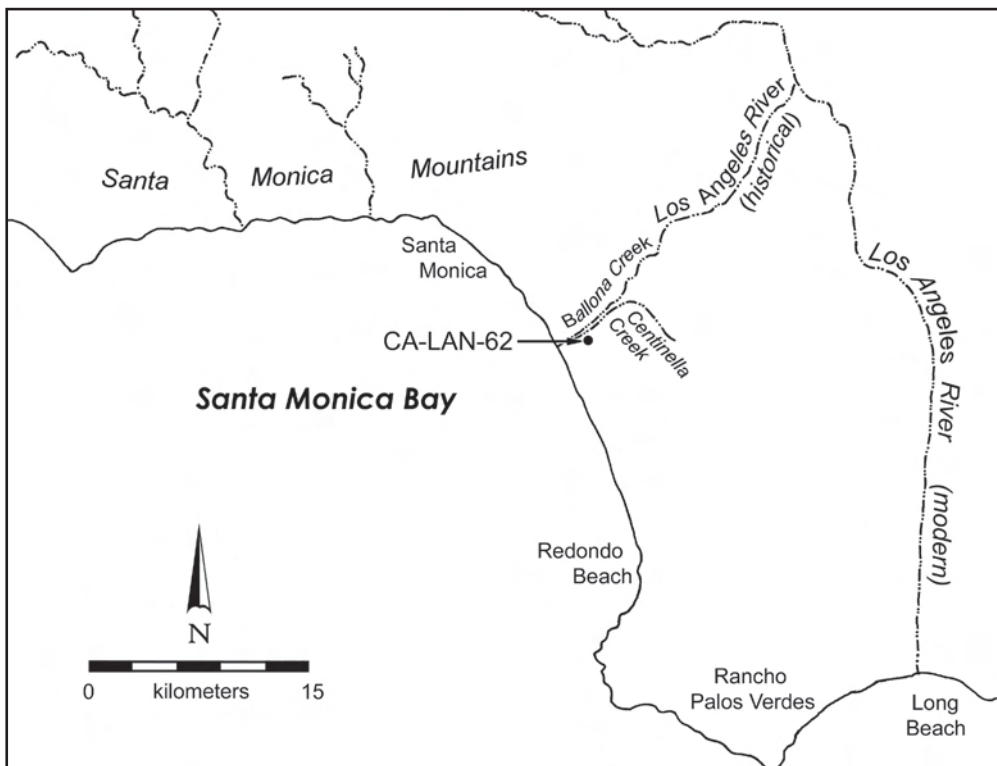 Santa
Monica
Mountains
Los Angeles River
(historical)
Santa
Monica
Ballona Creek
Centinella
Creek
Los Angeles River
(modern)
CA-LAN-62
Santa Monica Bay
Redondo
Beach
N
0 kilometers 15
Rancho
Palos Verdes
Long
Beach